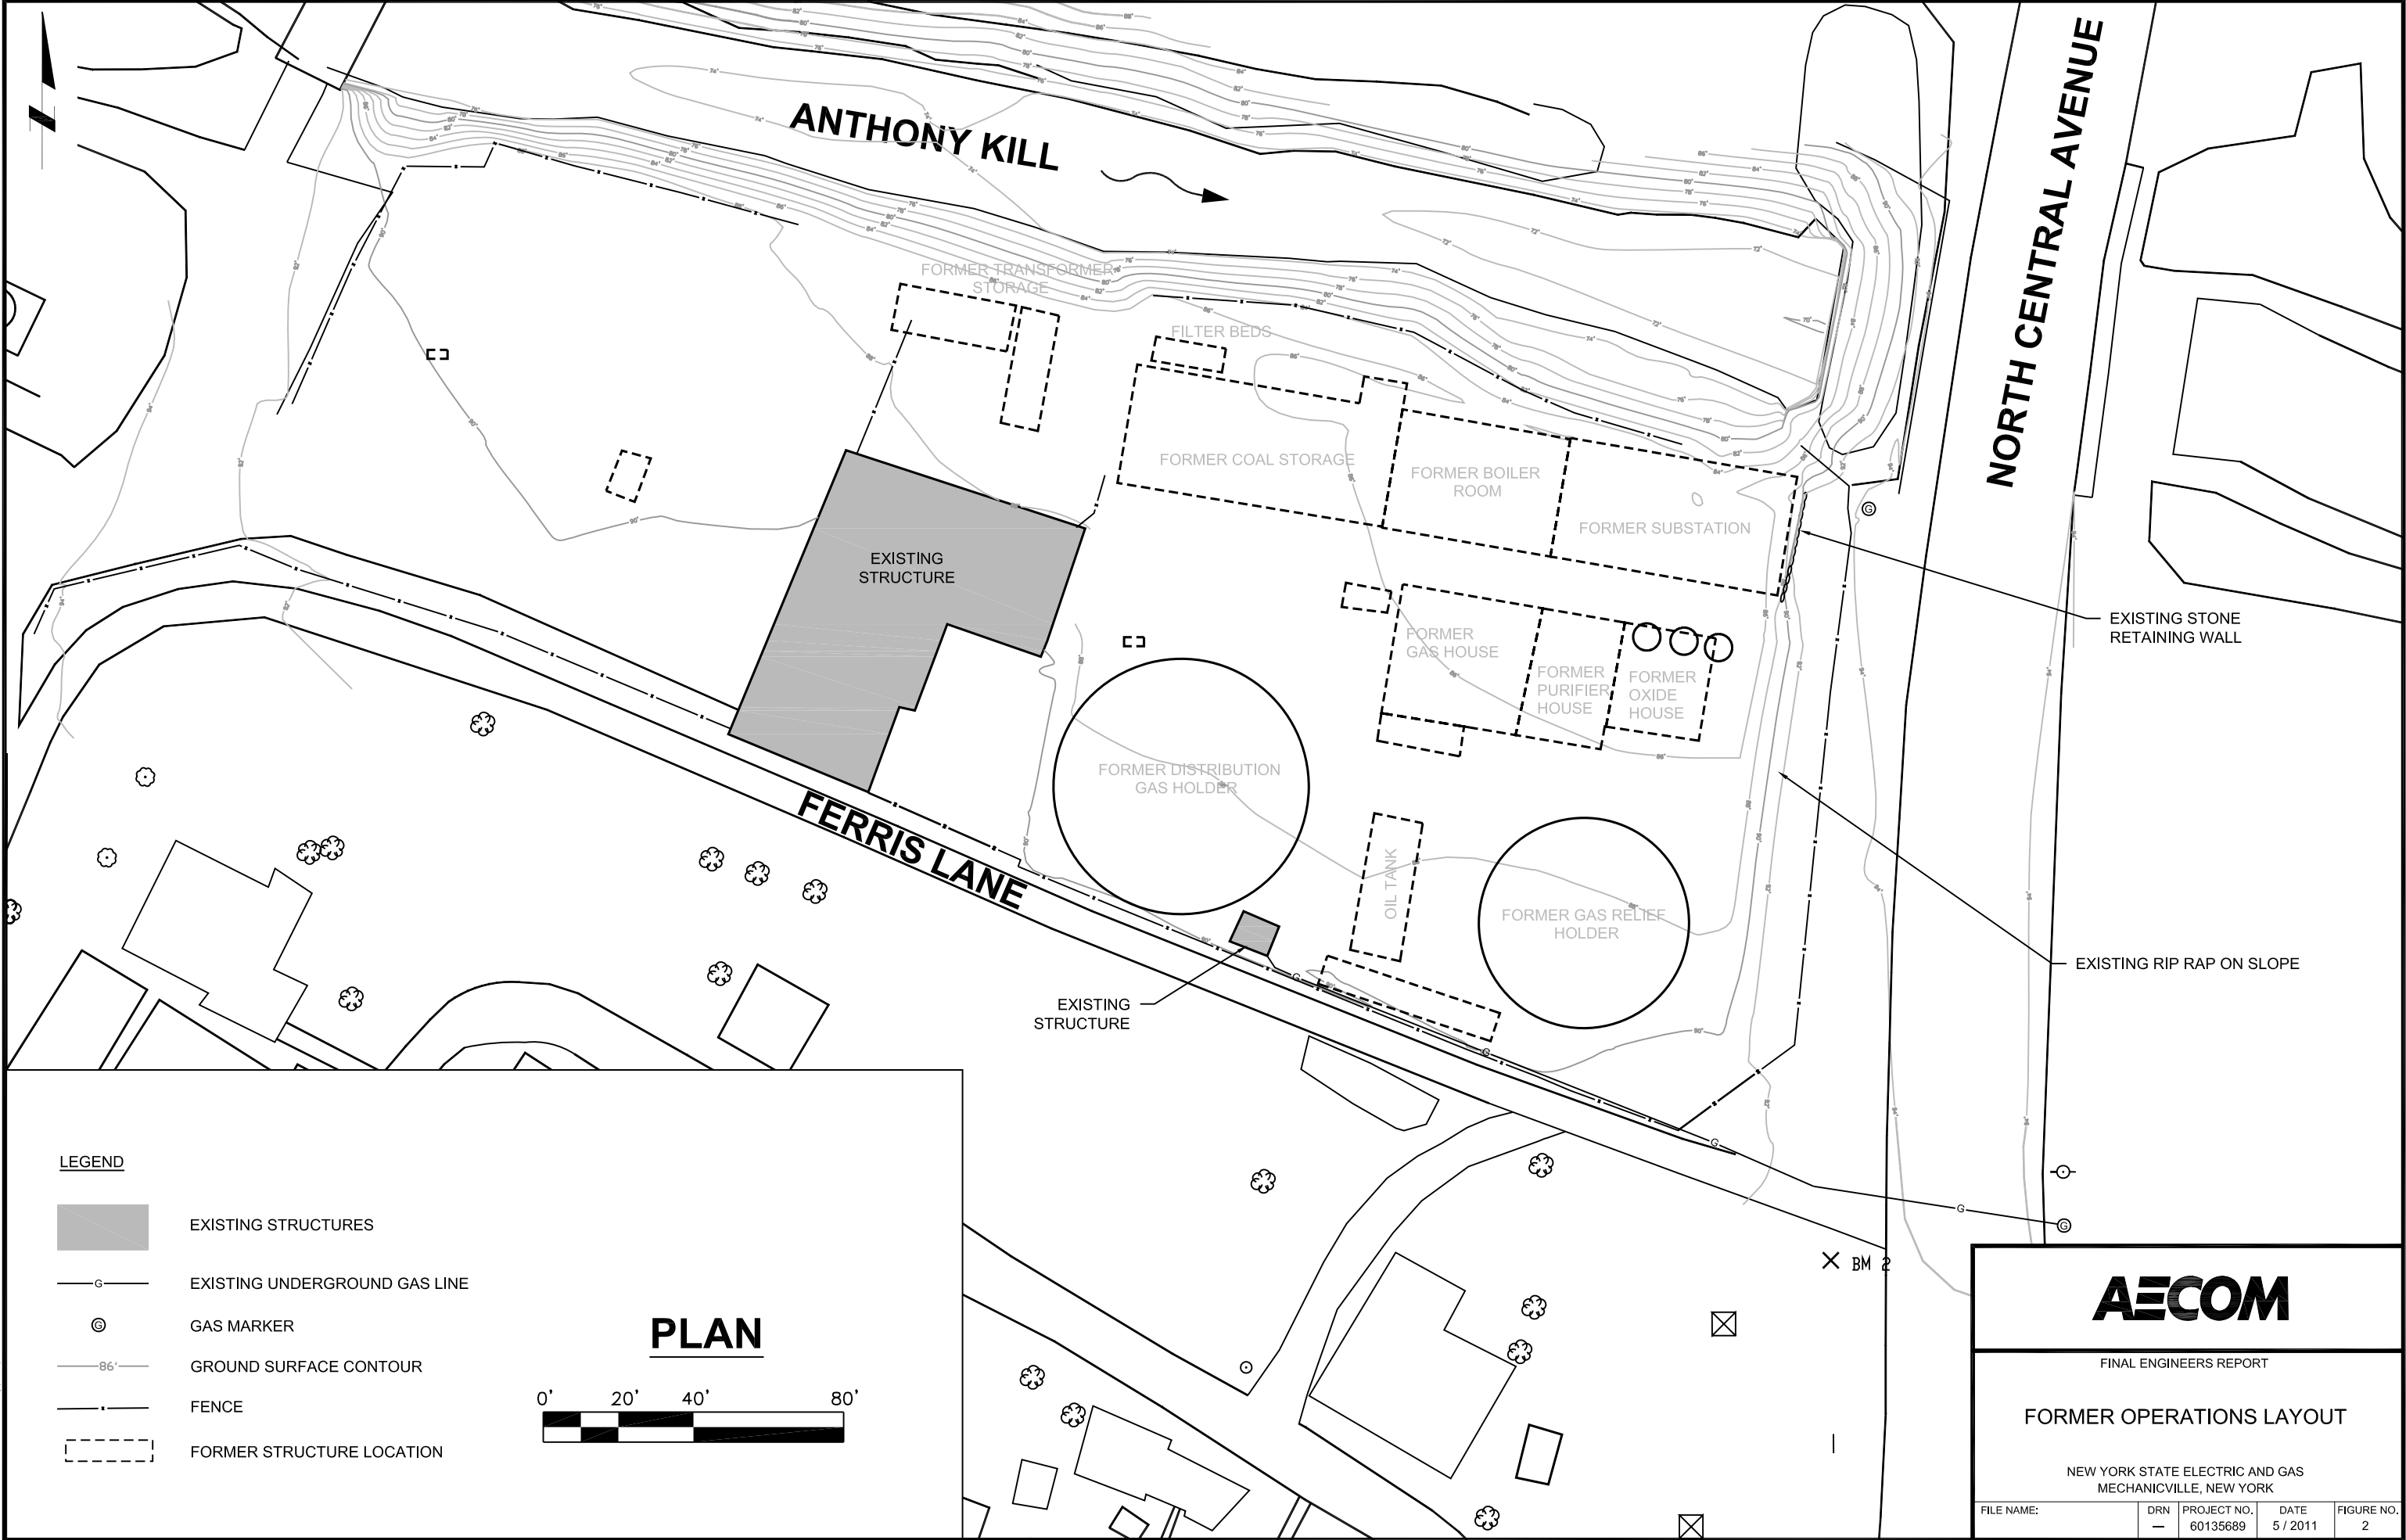 ANTHONY KILL
NORTH CENTRAL AVENUE
N
FORMER TRANSFORMER
STORAGE
FILTER BEDS
FORMER COAL STORAGE
FORMER BOILER
ROOM
FORMER SUBSTATION
EXISTING
STRUCTURE
EXISTING STONE
RETAINING WALL
FORMER
GAS HOUSE
FORMER
PURIFIER
HOUSE
FORMER
OXIDE
HOUSE
FORMER DISTRIBUTION
GAS HOLDER
FERRIS LANE
OIL TANK
FORMER GAS RELIEF
HOLDER
EXISTING RIP RAP ON SLOPE
EXISTING
STRUCTURE
G
G
G
G
G
G
BM 2
LEGEND
EXISTING STRUCTURES
G EXISTING UNDERGROUND GAS LINE
G GAS MARKER
86' GROUND SURFACE CONTOUR
FENCE
FORMER STRUCTURE LOCATION
PLAN
0' 20' 40' 80'
AECOM
FINAL ENGINEERS REPORT
FORMER OPERATIONS LAYOUT
NEW YORK STATE ELECTRIC AND GAS
MECHANICVILLE, NEW YORK
FILE NAME: DRN PROJECT NO. DATE FIGURE NO.
— 60135689 5 / 2011 2